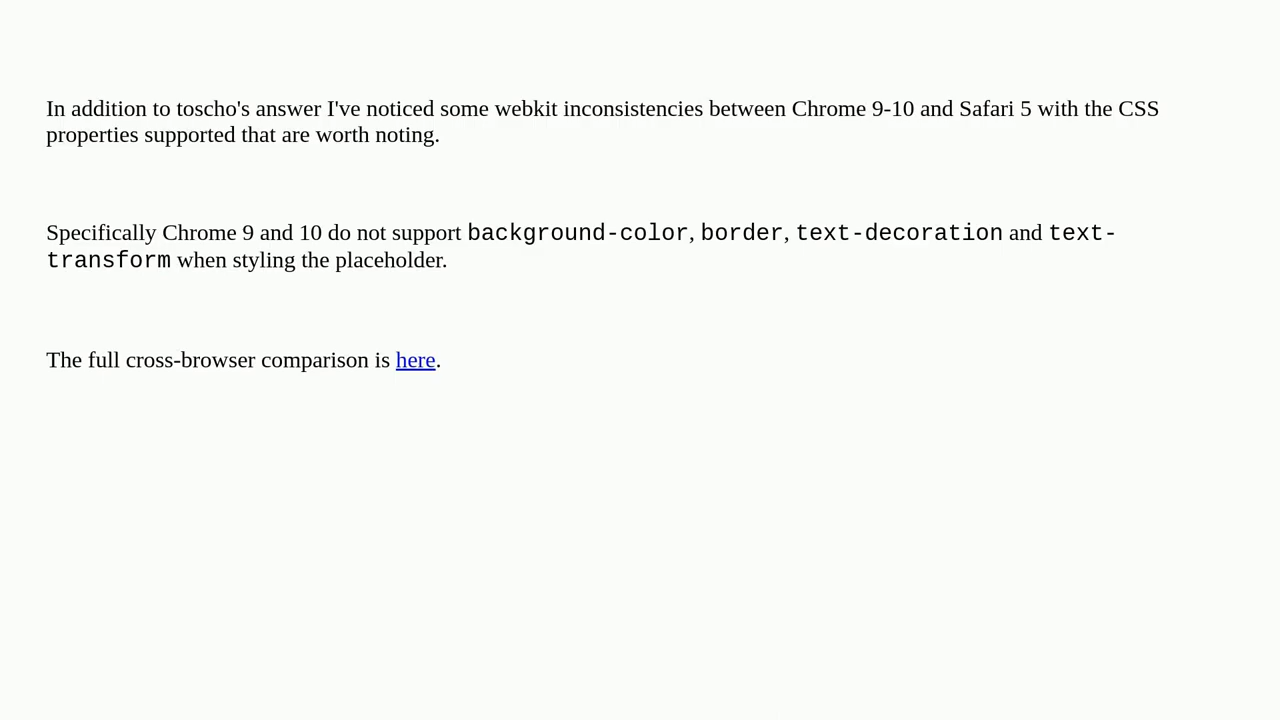 In addition to toscho's answer I've noticed some webkit inconsistencies between Chrome 9-10 and Safari 5 with the CSS
properties supported that are worth noting.
Specifically Chrome 9 and 10 do not support background-color, border, text-decoration and text-
transform when styling the placeholder.
The full cross-browser comparison is here.